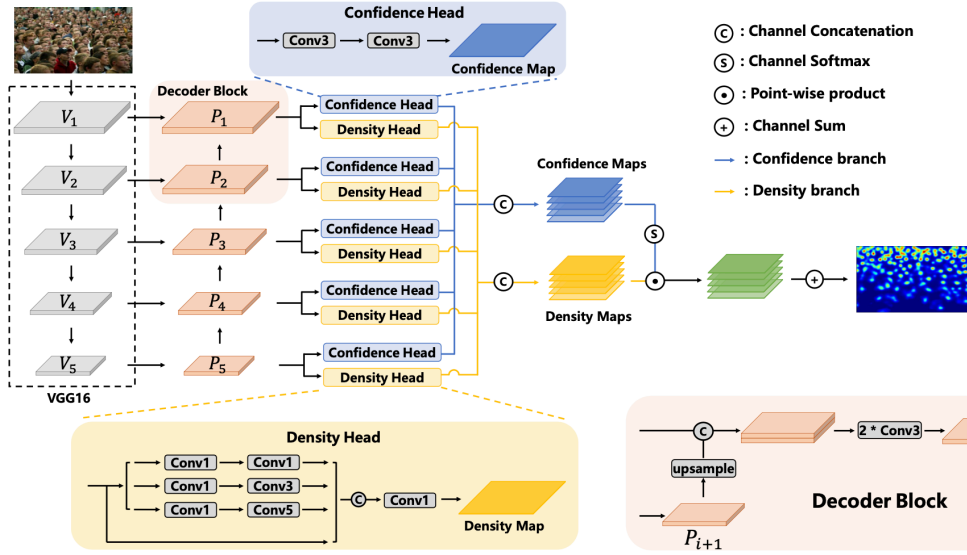 Confidence Head
Conv3
Conv3
Confidence Map
C : Channel Concatenation
S : Channel Softmax
: Point-wise product
+ : Channel Sum
: Confidence branch
: Density branch
Decoder Block
V1
P1
Confidence Head
Density Head
V2
P2
Confidence Head
Density Head
V3
P3
Confidence Head
Density Head
V4
P4
Confidence Head
Density Head
V5
P5
Confidence Head
Density Head
VGG16
Confidence Maps
C
S
C
Density Maps
+
Density Head
Conv1
Conv1
Conv1
Conv3
Conv1
Conv5
C
Conv1
Density Map
C
2 * Conv3
upsample
Decoder Block
Pi+1